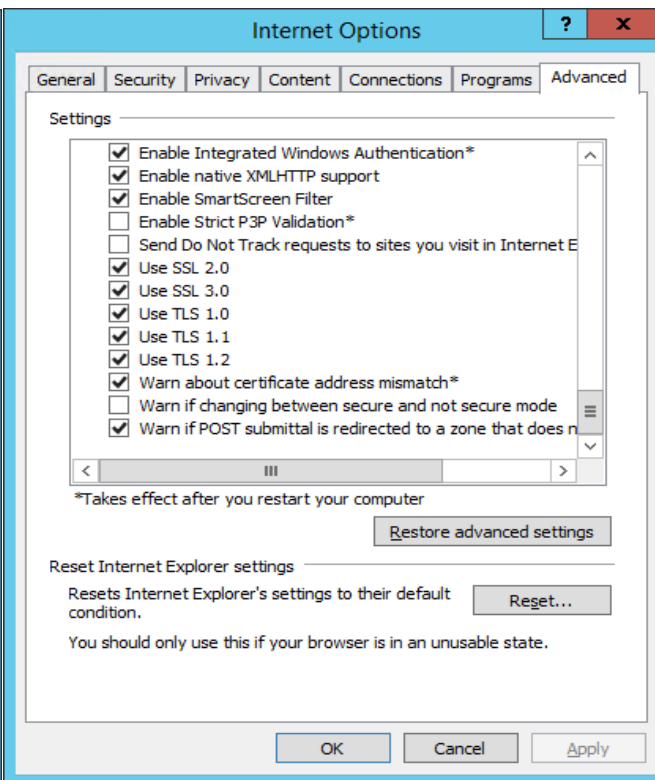 Internet Options
? x
General Security Privacy Content Connections Programs Advanced
Settings
Enable Integrated Windows Authentication*
Enable native XMLHTTP support
Enable SmartScreen Filter
Enable Strict P3P Validation*
Send Do Not Track requests to sites you visit in Internet E
Use SSL 2.0
Use SSL 3.0
Use TLS 1.0
Use TLS 1.1
Use TLS 1.2
Warn about certificate address mismatch*
Warn if changing between secure and not secure mode
Warn if POST submittal is redirected to a zone that does n
*Takes effect after you restart your computer
Restore advanced settings
Reset Internet Explorer settings
Resets Internet Explorer's settings to their default
condition.
Reset...
You should only use this if your browser is in an unusable state.
OK Cancel Apply